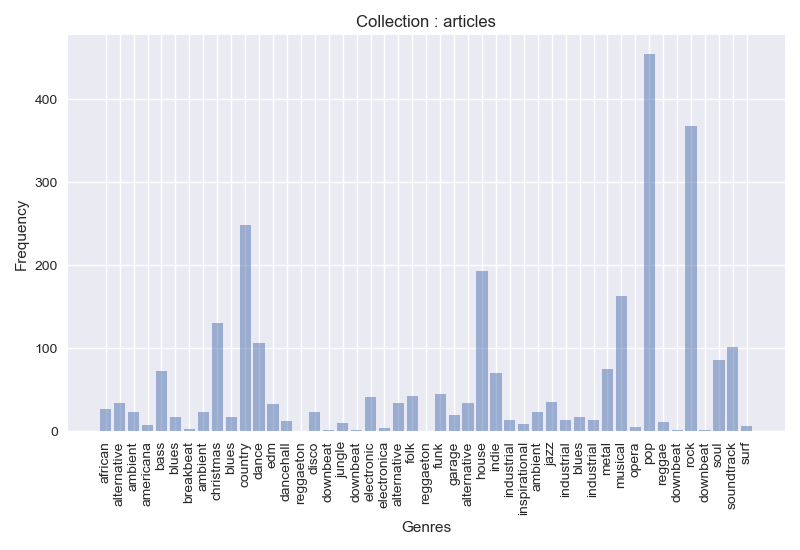 Collection : articles
Frequency
400
300
200
100
0
african
alternative
ambient
americana
bass
blues
breakbeat
ambient
christmas
blues
country
dance
edm
dancehall
reggaeton
disco
downbeat
jungle
downbeat
electronic
electronica
alternative
folk
reggaeton
funk
garage
alternative
house
indie
industrial
inspirational
ambient
jazz
industrial
blues
industrial
metal
musical
opera
pop
reggae
downbeat
rock
downbeat
soul
soundtrack
surf
Genres